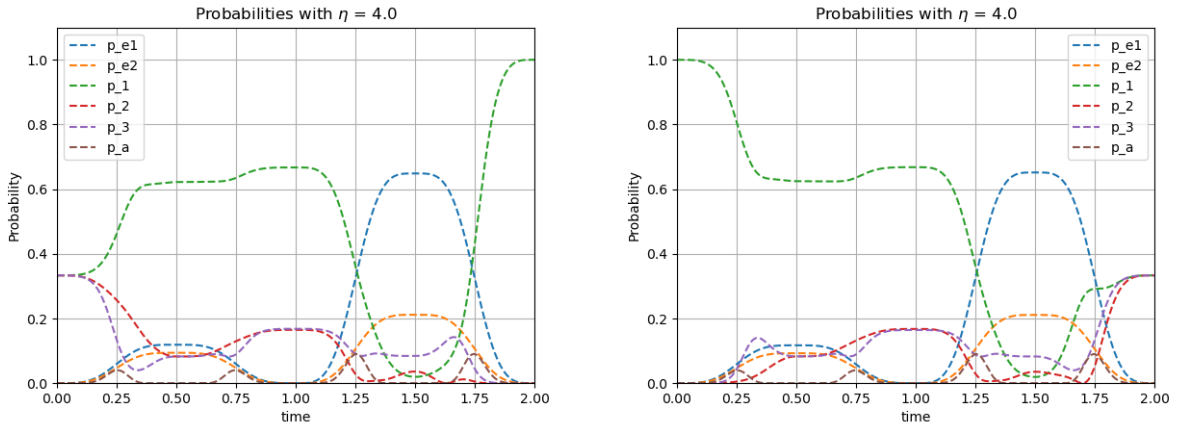 Probabilities with η = 4.0
Probability
1.0
0.8
0.6
0.4
0.2
0.0
p_e1
p_e2
p_1
p_2
p_3
p_a
0.00 0.25 0.50 0.75 1.00 1.25 1.50 1.75 2.00
time
Probabilities with η = 4.0
Probability
1.0
0.8
0.6
0.4
0.2
0.0
p_e1
p_e2
p_1
p_2
p_3
p_a
0.00 0.25 0.50 0.75 1.00 1.25 1.50 1.75 2.00
time